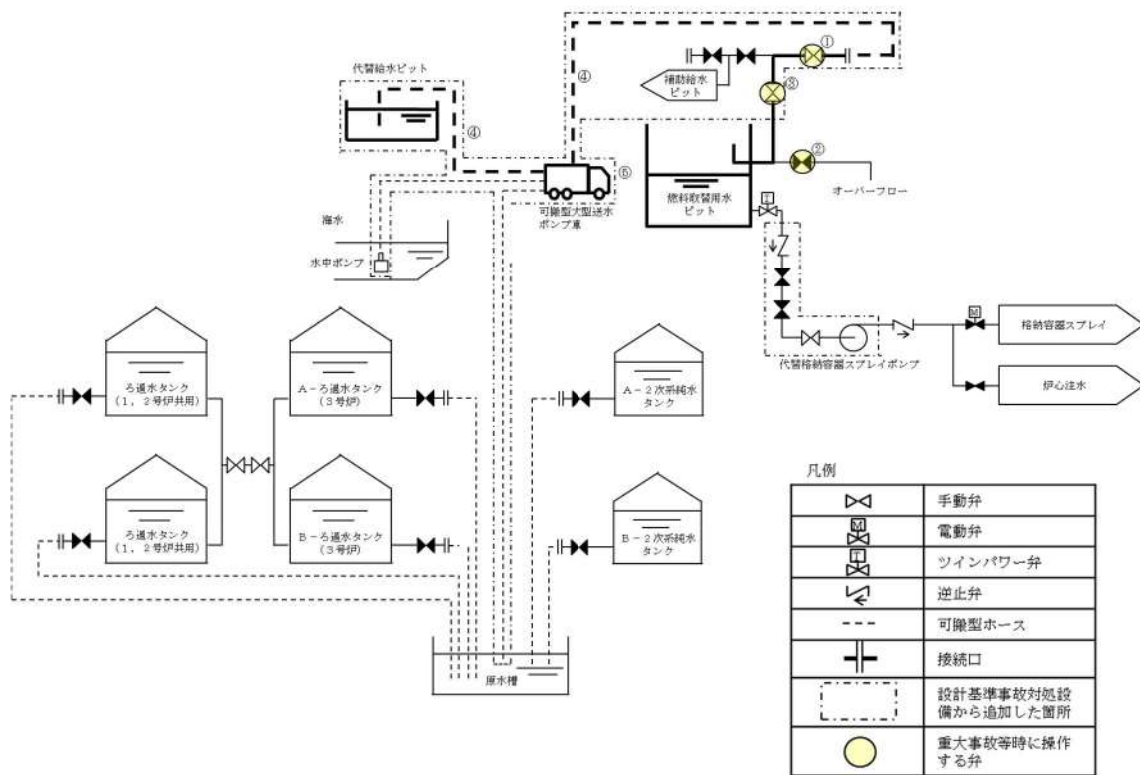 ①
代替給水ピット
補助給水
ピット
④
③
④
②
⑤
オーバーフロー
燃料取替用水
ピット
T
可搬型大型送水
ポンプ車
海水
水中ポンプ
M
格納容器スプレイ
代替格納容器スプレイポンプ
炉心注水
ろ過水タンク
(1,2号炉共用)
A-ろ過水タンク
(3号炉)
A-2次系純水
タンク
ろ過水タンク
(1,2号炉共用)
B-ろ過水タンク
(3号炉)
B-2次系純水
タンク
原水槽
凡例
手動弁
M
電動弁
T
ツインパワー弁
逆止弁
可搬型ホース
接続口
設計基準事故対処設
備から追加した箇所
重大事故等時に操作
する弁